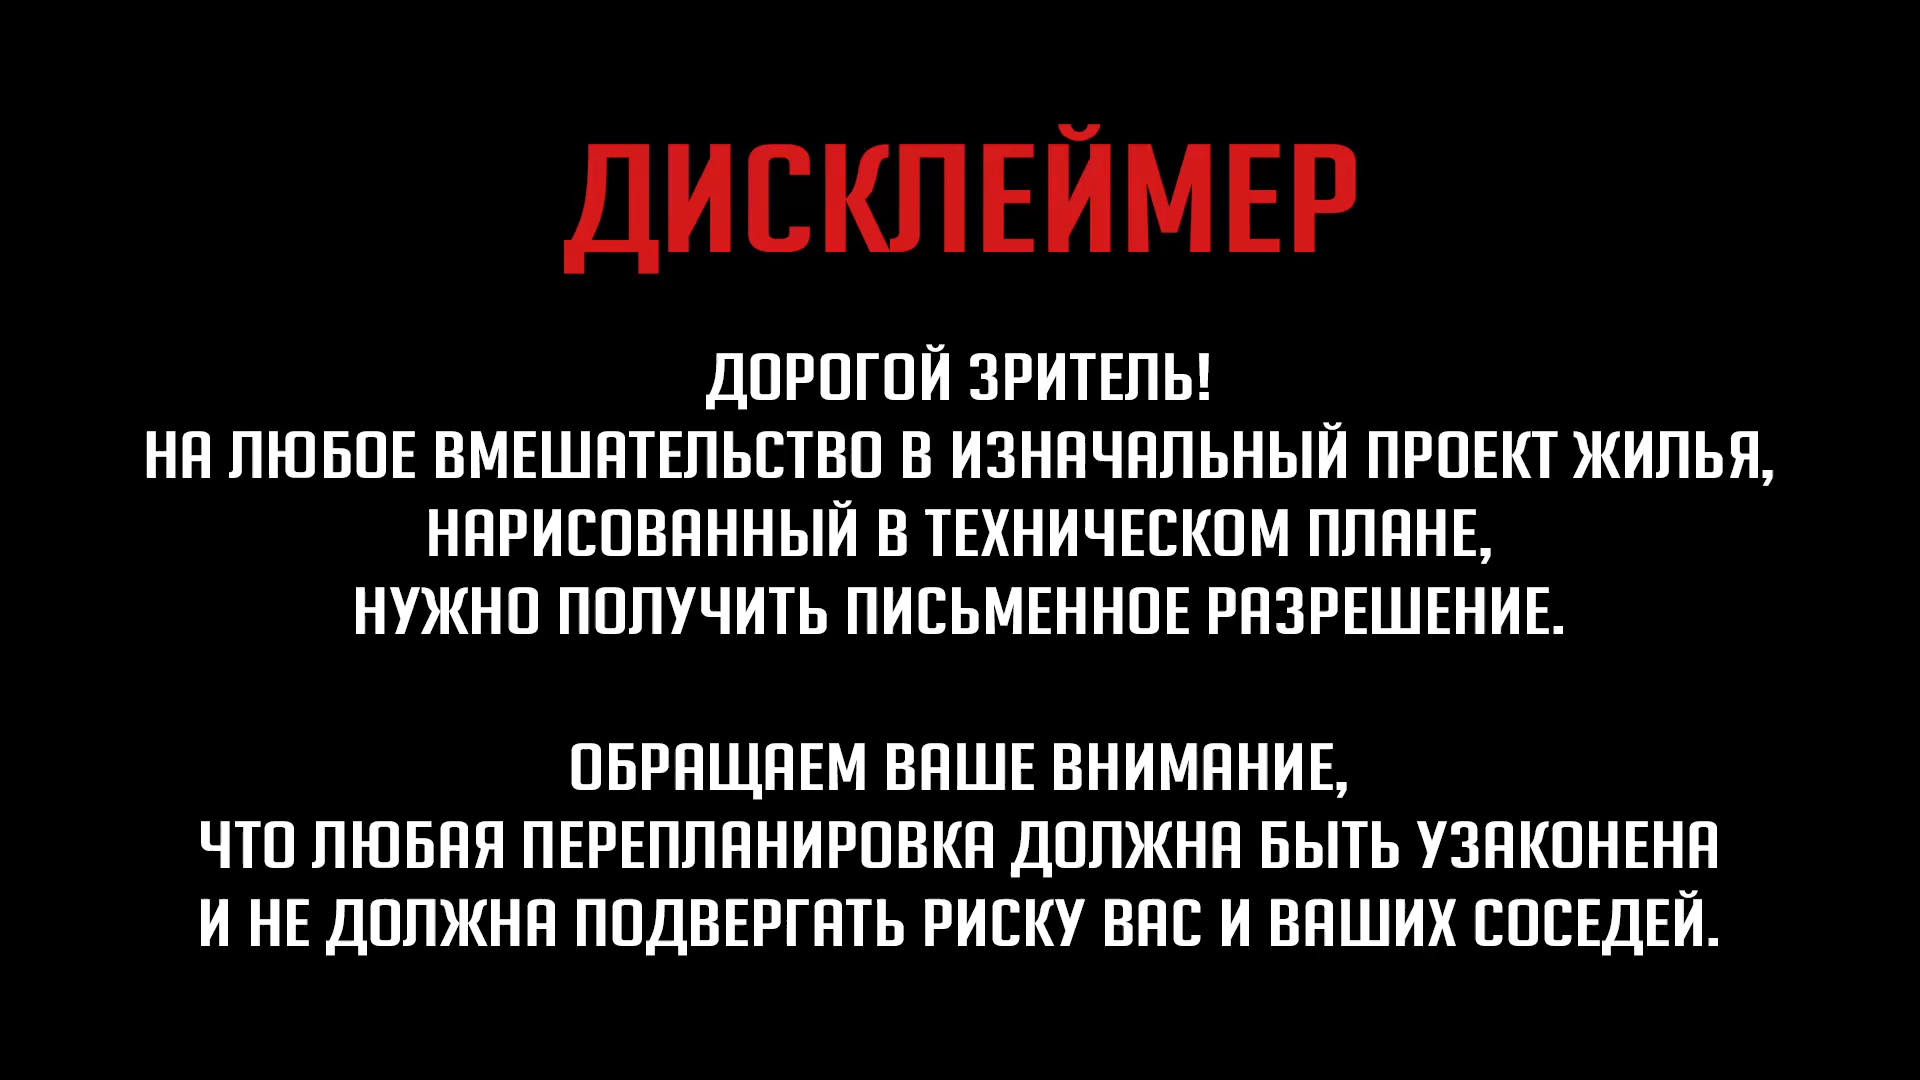 ДИСКЛЕЙМЕР
ДОРОГОЙ ЗРИТЕЛЬ!
НА ЛЮБОЕ ВМЕШАТЕЛЬСТВО В ИЗНАЧАЛЬНЫЙ ПРОЕКТ ЖИЛЬЯ,
НАРИСОВАННЫЙ В ТЕХНИЧЕСКОМ ПЛАНЕ,
НУЖНО ПОЛУЧИТЬ ПИСЬМЕННОЕ РАЗРЕШЕНИЕ.
ОБРАЩАЕМ ВАШЕ ВНИМАНИЕ,
ЧТО ЛЮБАЯ ПЕРЕПЛАНИРОВКА ДОЛЖНА БЫТЬ УЗАКОНЕНА
И НЕ ДОЛЖНА ПОДВЕРГАТЬ РИСКУ ВАС И ВАШИХ СОСЕДЕЙ.